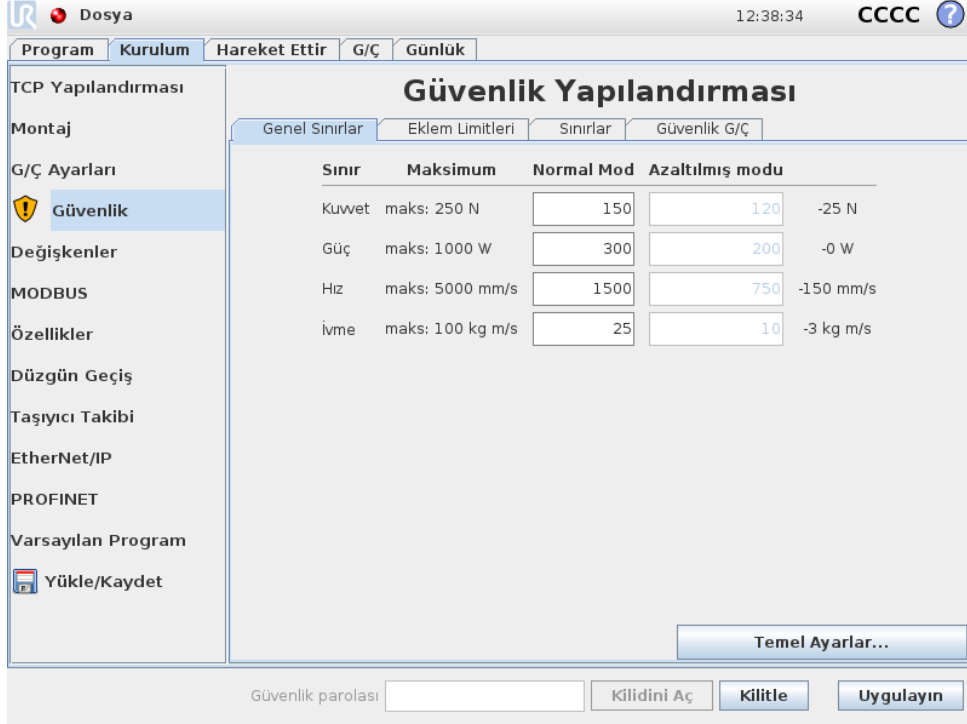 UR Dosya 12:38:34 CCCC ?
Program Kurulum Hareket Ettir G/Ç Günlük
TCP Yapılandırması
Montaj
G/Ç Ayarları
Güvenlik
Değişkenler
MODBUS
Özellikler
Düzgün Geçiş
Taşıyıcı Takibi
EtherNet/IP
PROFINET
Varsayılan Program
Yükle/Kaydet
Güvenlik Yapılandırması
Genel Sınırlar Eklem Limitleri Sınırlar Güvenlik G/Ç
Sınır Maksimum Normal Mod Azaltılmış modu
Kuvvet maks: 250 N 150 120 -25 N
Güç maks: 1000 W 300 200 -0 W
Hız maks: 5000 mm/s 1500 750 -150 mm/s
İvme maks: 100 kg m/s 25 10 -3 kg m/s
Temel Ayarlar...
Güvenlik parolası Kilidini Aç Kilitle Uygulayın